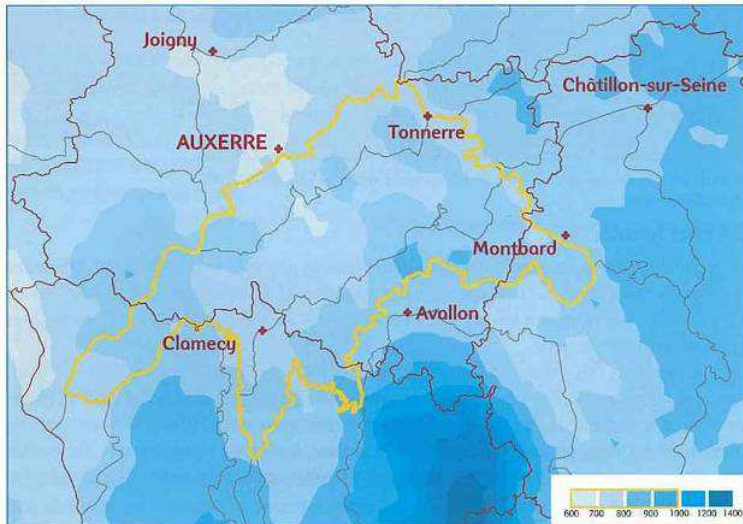 Joigny
Châtillon-sur-Seine
Tonnerre
AUXERRE
Montbard
Avallon
Clamecy
600 700 800 900 1000 1200 1400